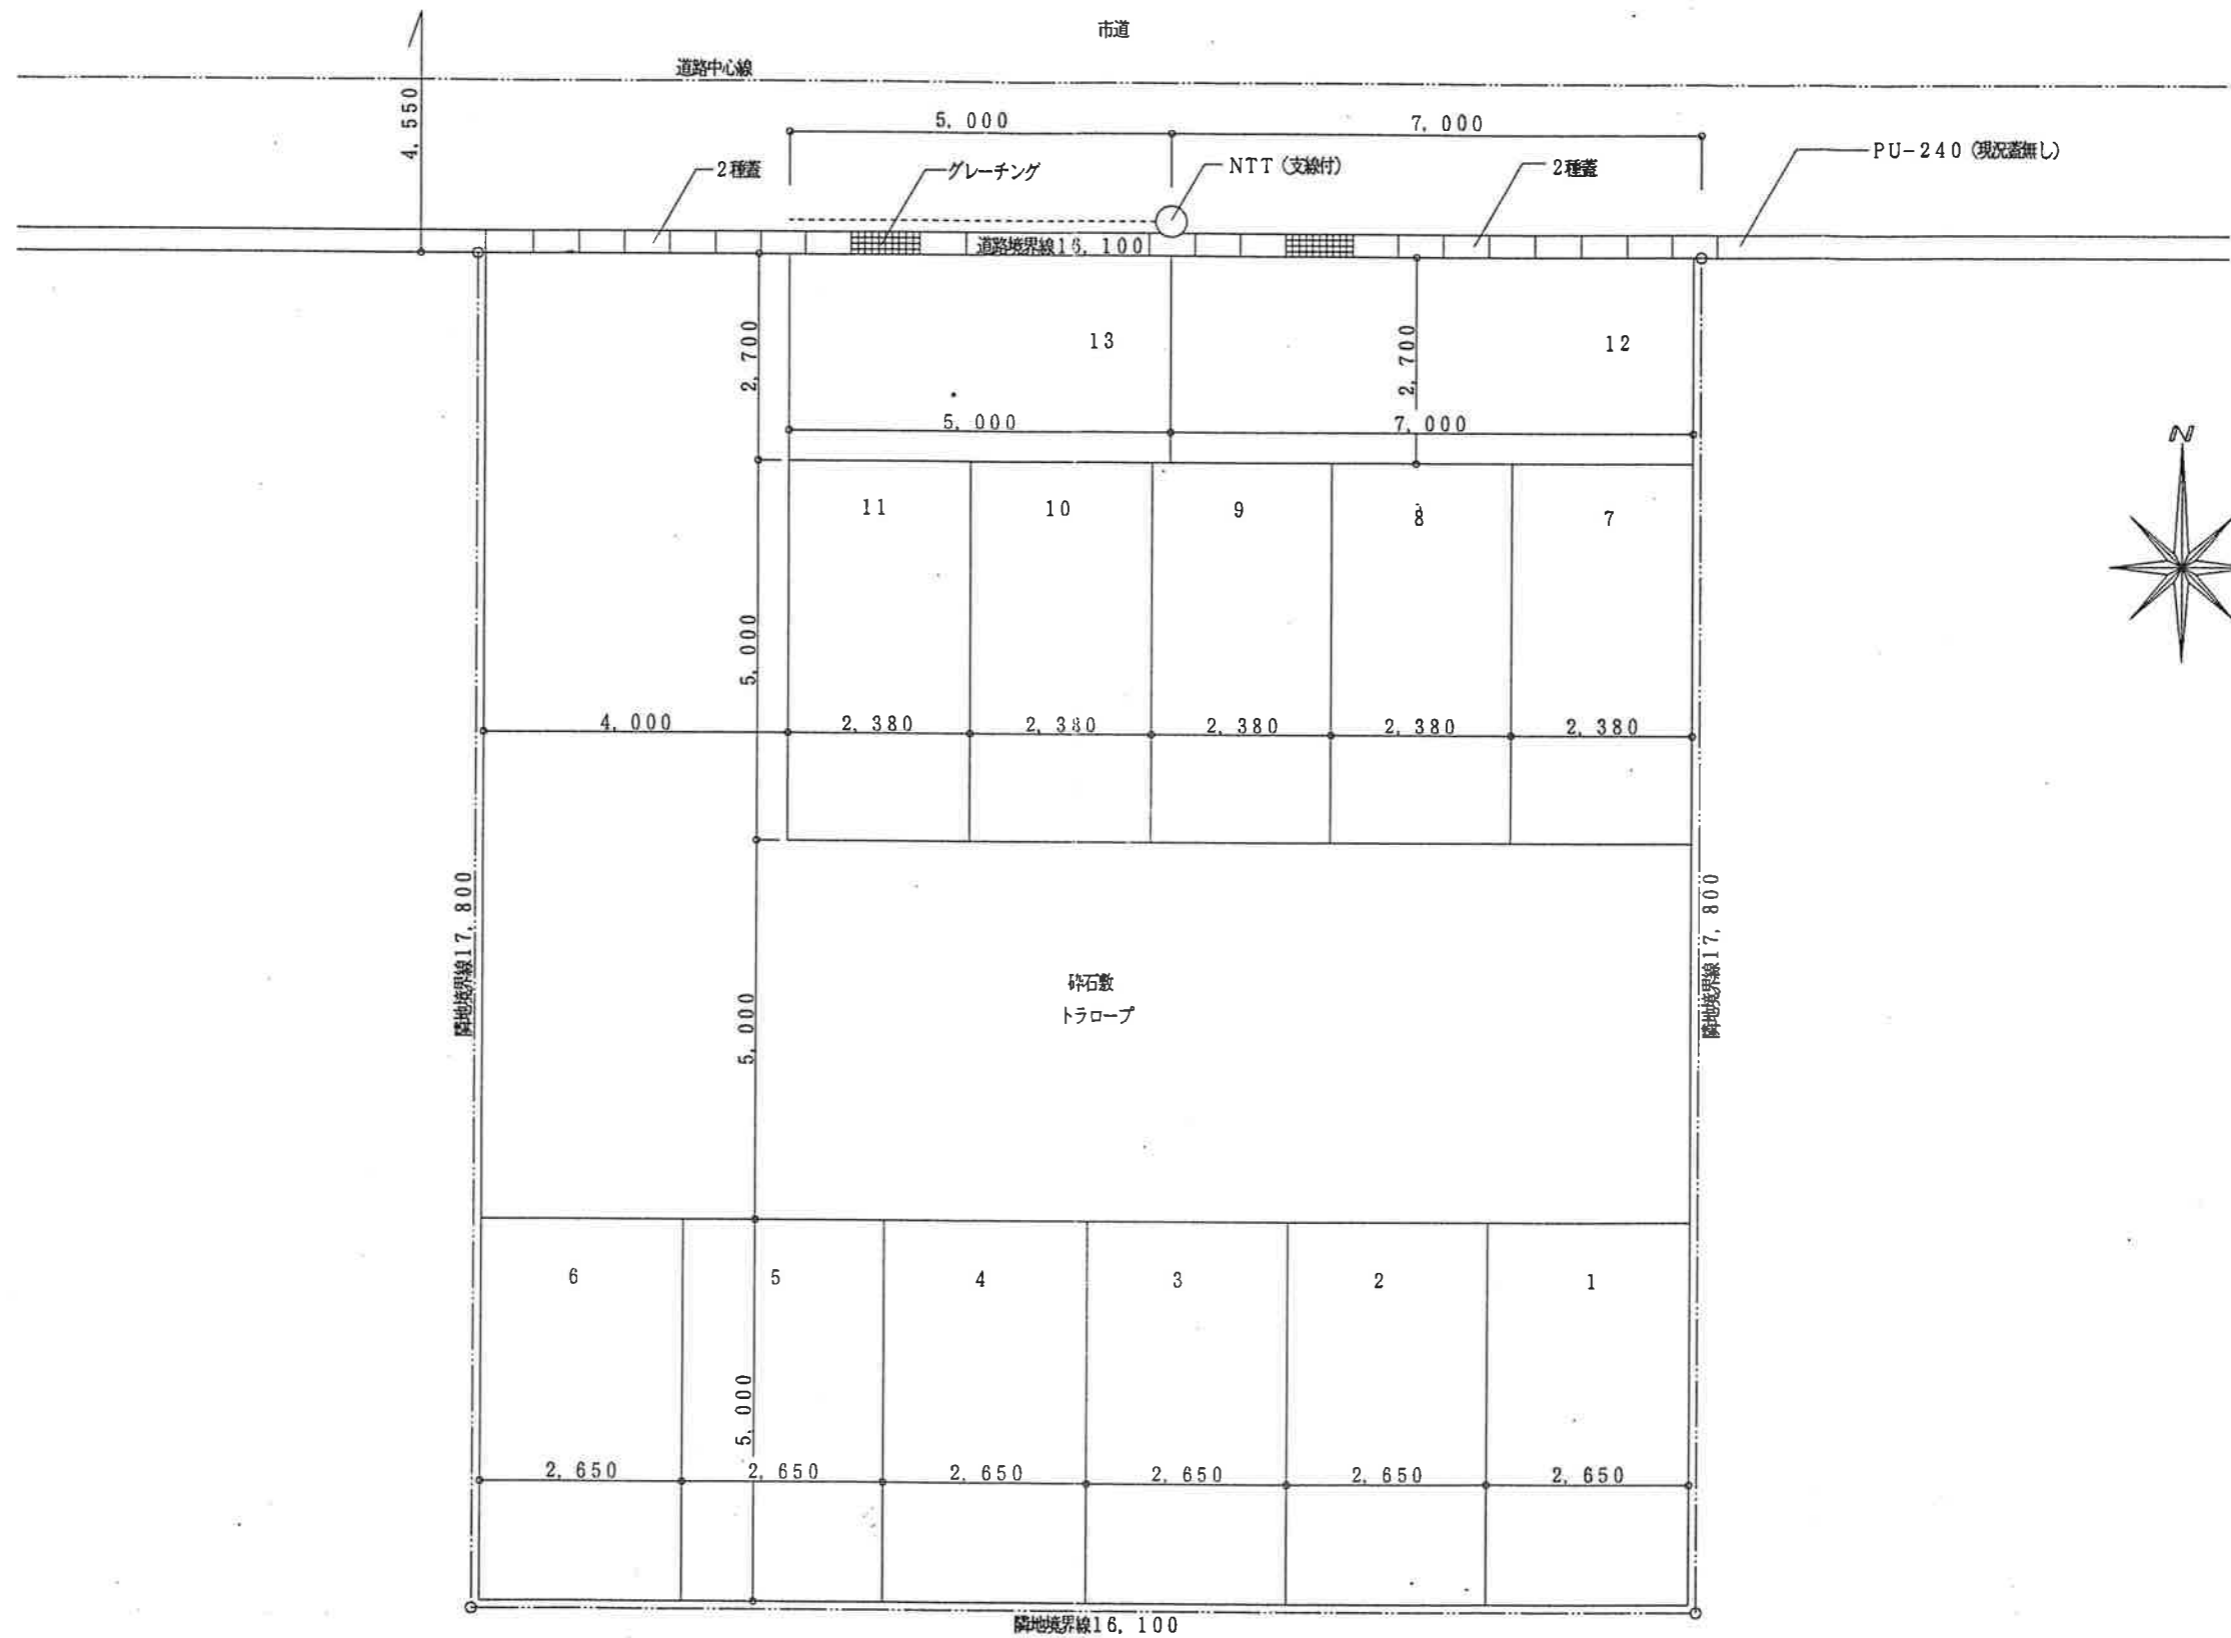 市道
道路中心線
4, 550
5, 000
7, 000
2種蓋
グレーチング
NTT (支線付)
2種蓋
PU-240 (現況蓋無し)
道路境界線16, 100
2, 700
13
2, 700
12
5, 000
7, 000
N
11
10
9
8
7
5, 000
4, 000
2, 380
2, 380
2, 380
2, 380
2, 380
隣地境界線17, 800
隣地境界線17, 800
砕石敷
トラロープ
5, 000
6
5
4
3
2
1
5, 000
2, 650
2, 650
2, 650
2, 650
2, 650
2, 650
隣地境界線16, 100